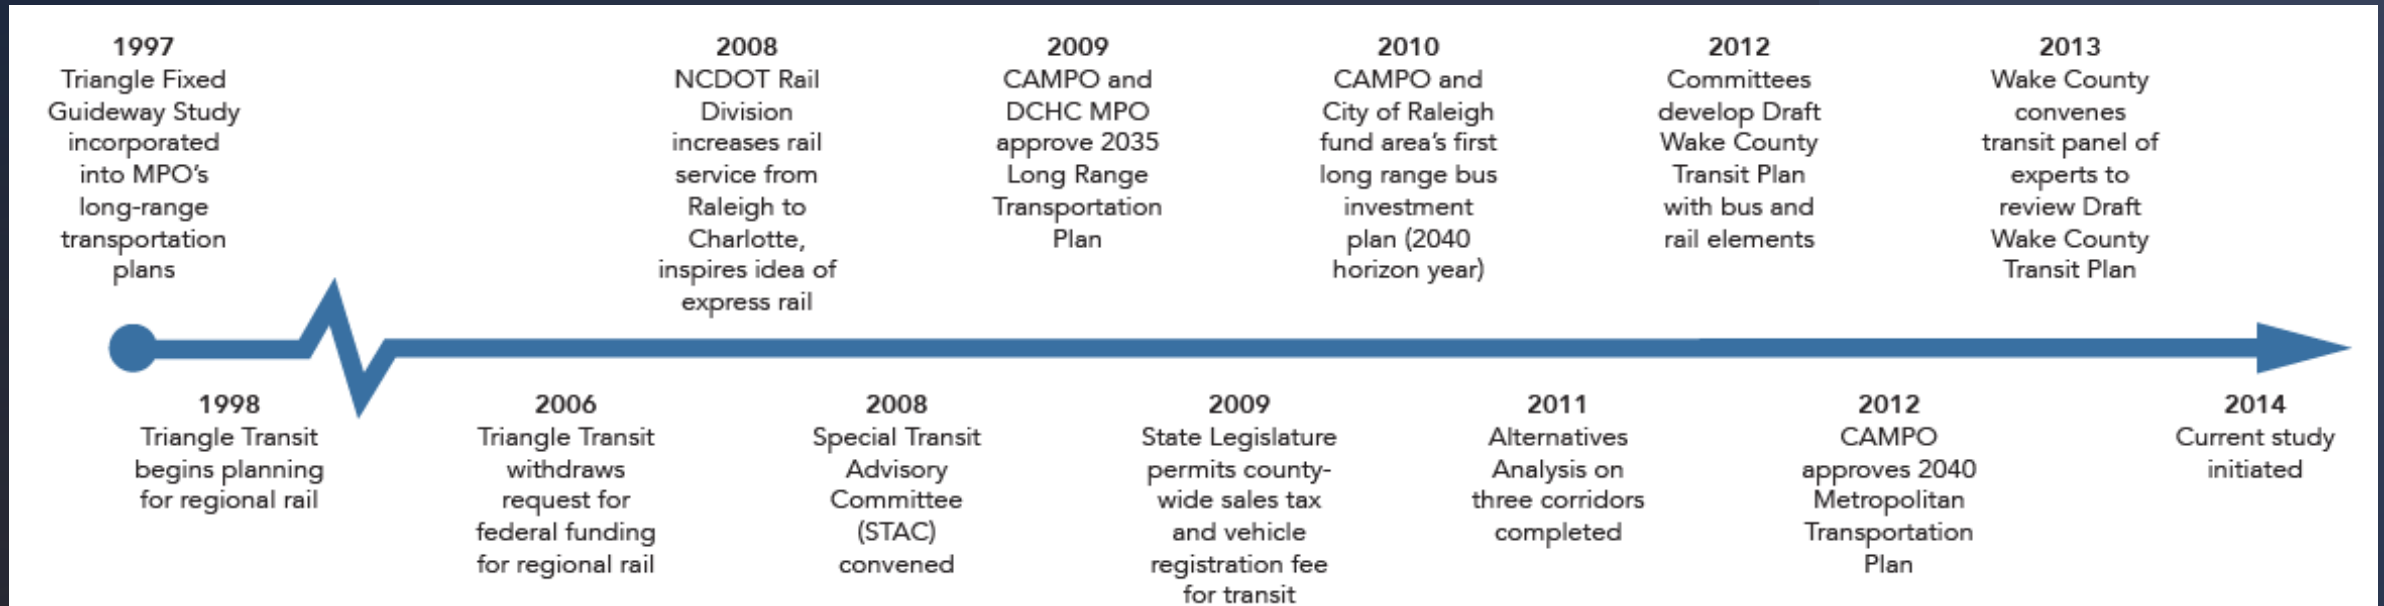 1997
Triangle Fixed
Guideway Study
incorporated
into MPO’s
long-range
transportation
plans
2008
NCDOT Rail
Division
increases rail
service from
Raleigh to
Charlotte,
inspires idea of
express rail
2009
CAMPO and
DCHC MPO
approve 2035
Long Range
Transportation
Plan
2010
CAMPO and
City of Raleigh
fund area’s first
long range bus
investment
plan (2040
horizon year)
2012
Committees
develop Draft
Wake County
Transit Plan
with bus and
rail elements
2013
Wake County
convenes
transit panel of
experts to
review Draft
Wake County
Transit Plan
1998
Triangle Transit
begins planning
for regional rail
2006
Triangle Transit
withdraws
request for
federal funding
for regional rail
2008
Special Transit
Advisory
Committee
(STAC)
convened
2009
State Legislature
permits county-
wide sales tax
and vehicle
registration fee
for transit
2011
Alternatives
Analysis on
three corridors
completed
2012
CAMPO
approves 2040
Metropolitan
Transportation
Plan
2014
Current study
initiated